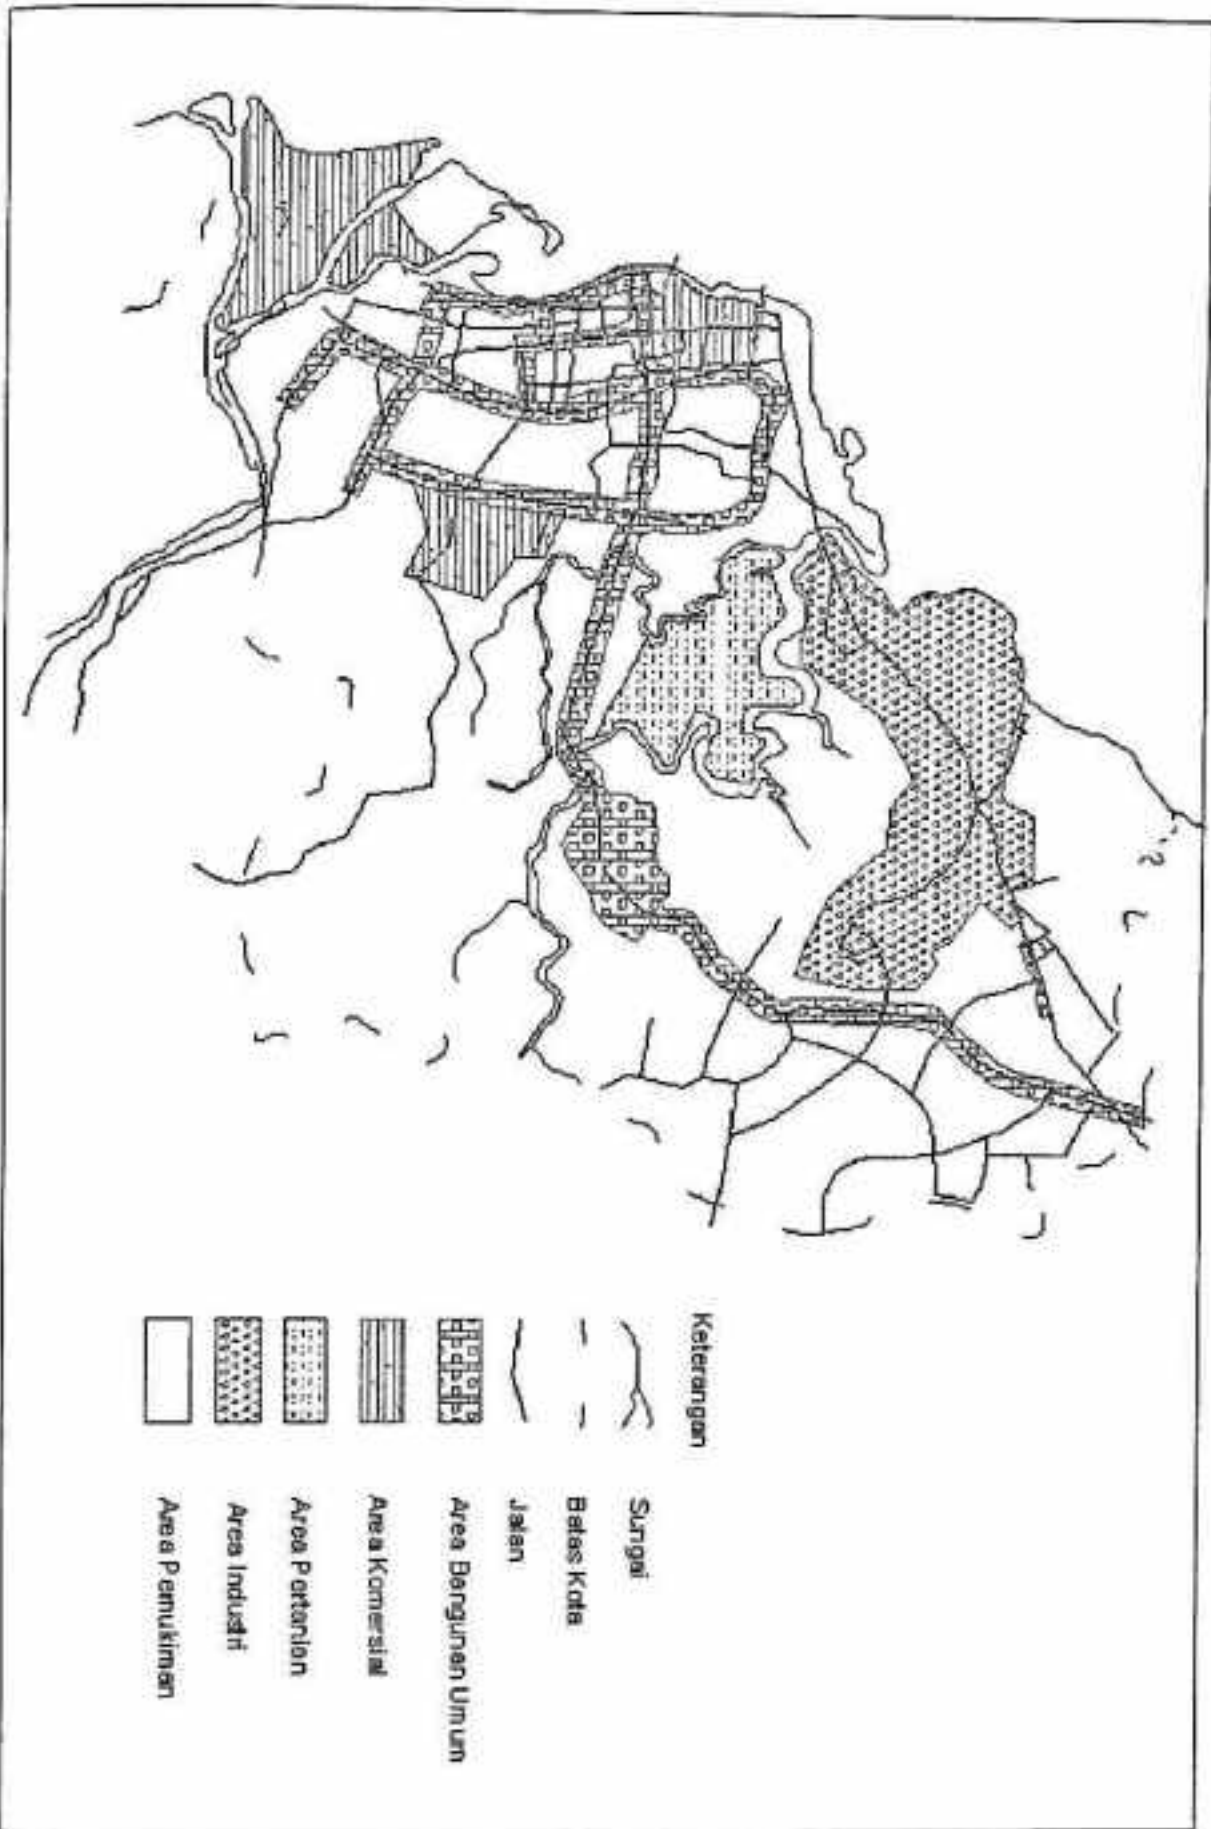 Keterangan
Sungai
Batas Kota
Jalan
Area Bangunan Umum
Area Komersial
Area Pertanian
Area Industri
Area Pemukiman